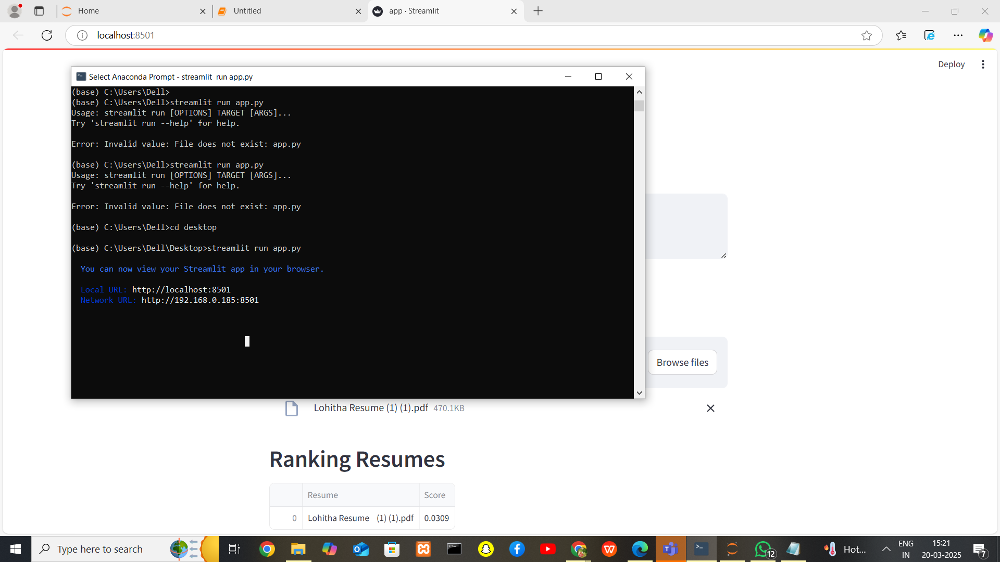 Home
Untitled
app · Streamlit
localhost:8501
Deploy
Select Anaconda Prompt - streamlit  run app.py
(base) C:\Users\Dell>
(base) C:\Users\Dell>streamlit run app.py
Usage: streamlit run [OPTIONS] TARGET [ARGS]...
Try 'streamlit run --help' for help.
Error: Invalid value: File does not exist: app.py
(base) C:\Users\Dell>streamlit run app.py
Usage: streamlit run [OPTIONS] TARGET [ARGS]...
Try 'streamlit run --help' for help.
Error: Invalid value: File does not exist: app.py
(base) C:\Users\Dell>cd desktop
(base) C:\Users\Dell\Desktop>streamlit run app.py
You can now view your Streamlit app in your browser.
Local URL: http://localhost:8501
Network URL: http://192.168.0.185:8501
Browse files
Lohitha Resume (1) (1).pdf 470.1KB
Ranking Resumes
Resume Score
0 Lohitha Resume (1) (1).pdf 0.0309
Type here to search
12
Hot...
ENG
IN
15:21
20-03-2025
7